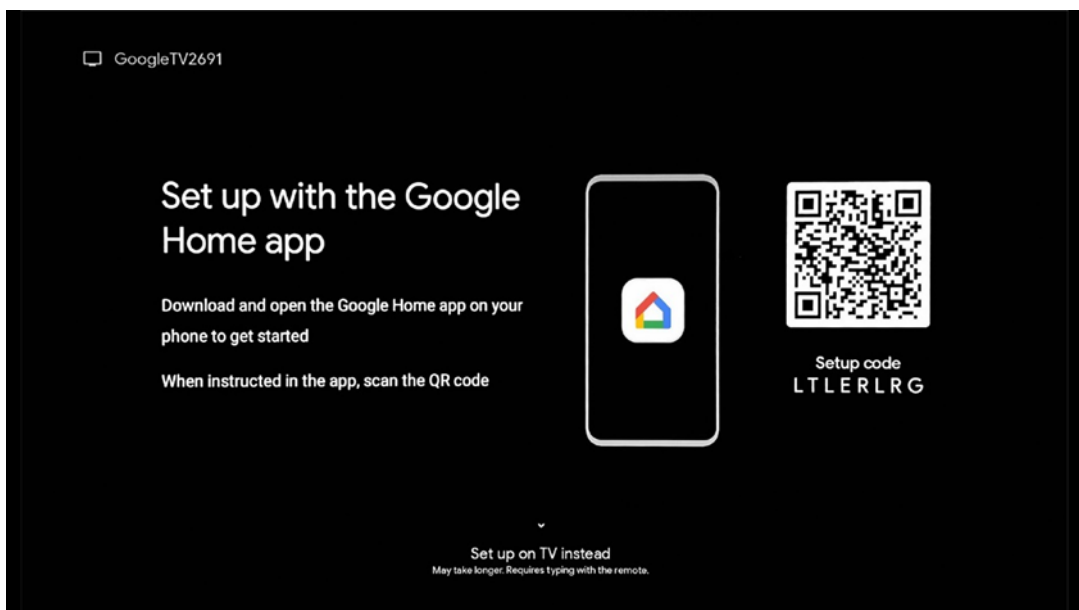 GoogleTV2691
Set up with the Google
Home app
Download and open the Google Home app on your
phone to get started
When instructed in the app, scan the QR code
Setup code
LTLERLRG
Set up on TV instead
May take longer. Requires typing with the remote.